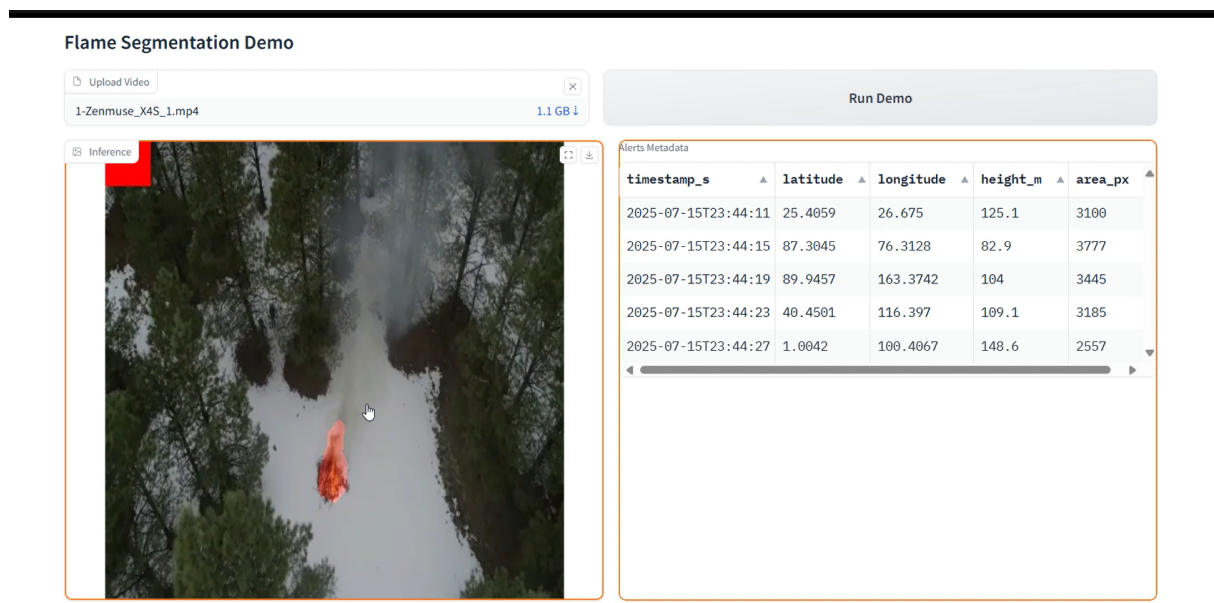 Flame Segmentation Demo
Upload Video
1-Zenmuse_X4S_1.mp4 1.1 GB ↓
Run Demo
Inference
Alerts Metadata
timestamp_s latitude longitude height_m area_px
2025-07-15T23:44:11 25.4059 26.675 125.1 3100
2025-07-15T23:44:15 87.3045 76.3128 82.9 3777
2025-07-15T23:44:19 89.9457 163.3742 104 3445
2025-07-15T23:44:23 40.4501 116.397 109.1 3185
2025-07-15T23:44:27 1.0042 100.4067 148.6 2557